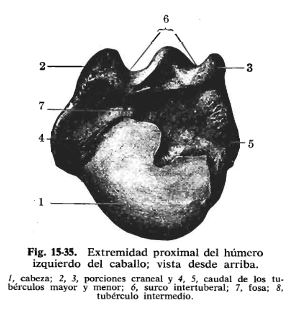 6
2
3
7
4
5
1
Fig. 15-35. Extremidad proximal del húmero
izquierdo del caballo; vista desde arriba.
1, cabeza; 2, 3, porciones craneal y 4, 5, caudal de los tu-
bérculos mayor y menor; 6, surco intertuberal; 7, fosa; 8,
tubérculo intermedio.